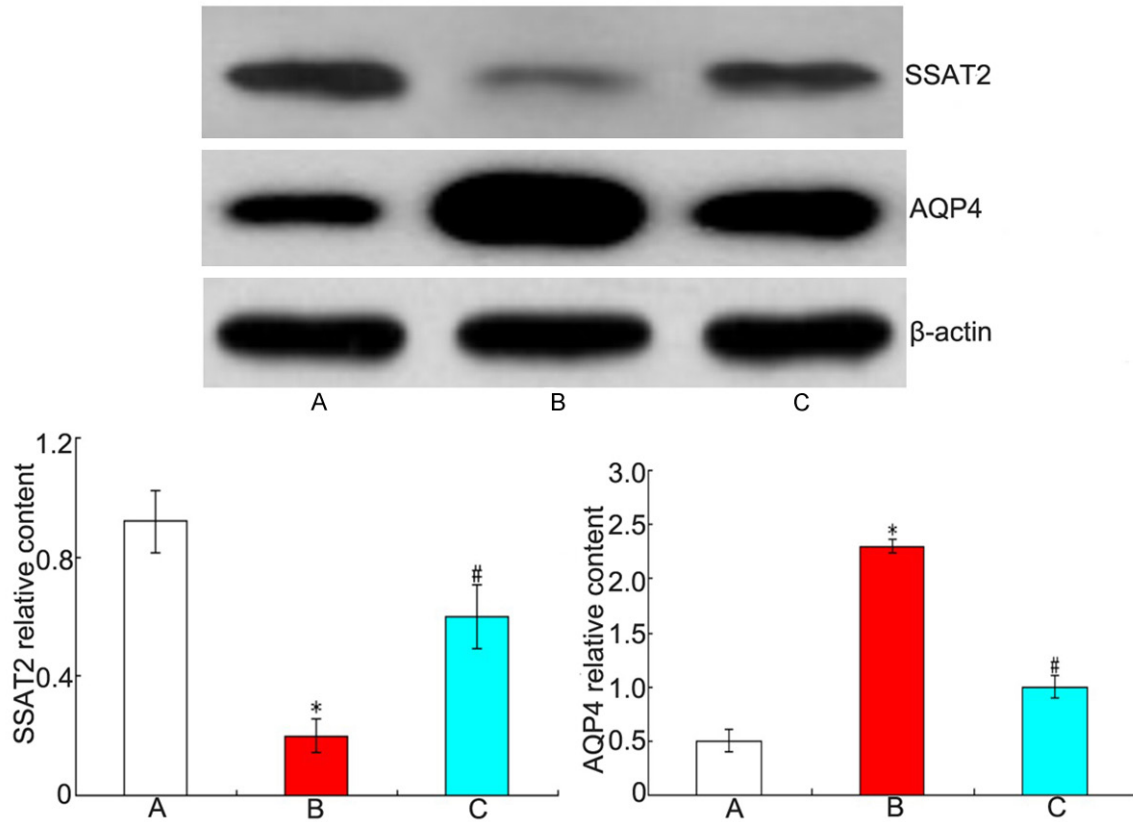 SSAT2
AQP4
β-actin
A B C
SSAT2 relative content
1.2
0.8
0.4
0
*
#
A B C
AQP4 relative content
3.0
2.5
2.0
1.5
1.0
0.5
0
*
#
A B C